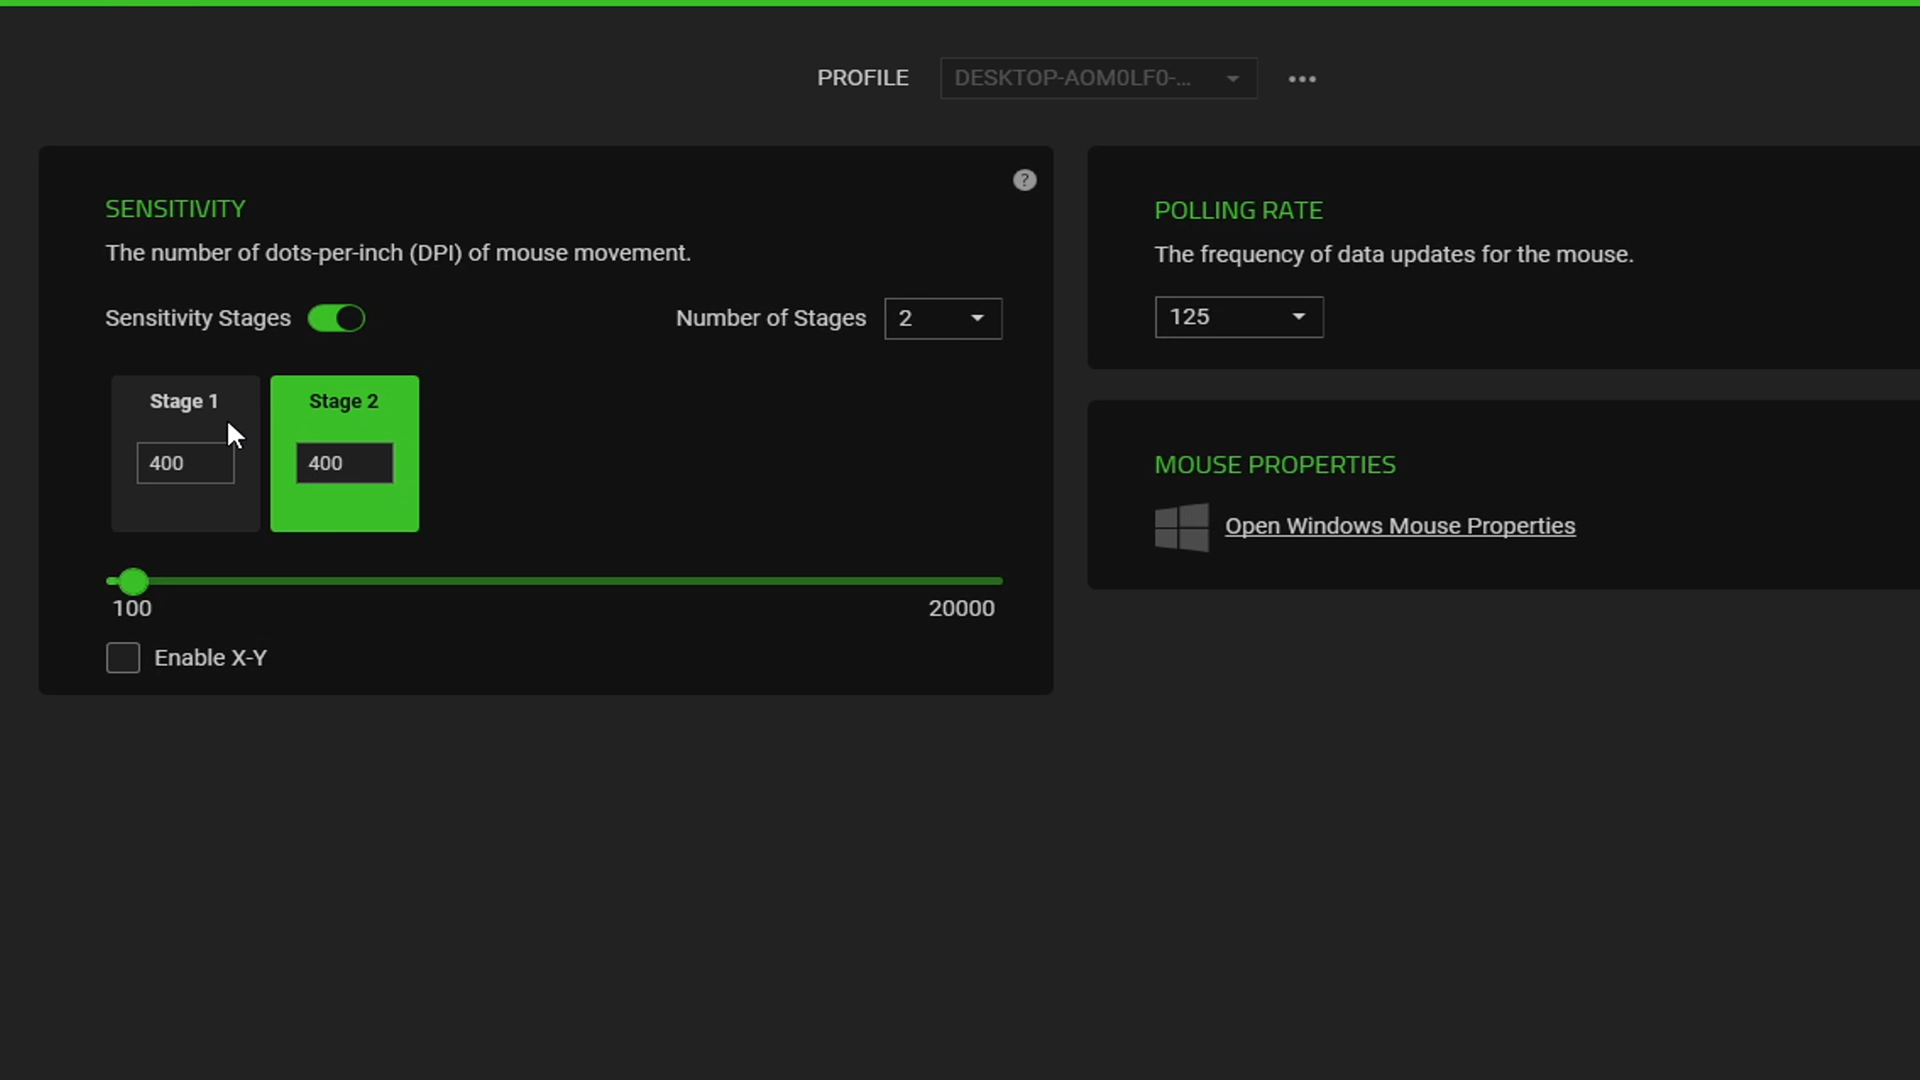 PROFILE DESKTOP-AOM0LF0-...
SENSITIVITY
The number of dots-per-inch (DPI) of mouse movement.
Sensitivity Stages
Number of Stages 2
Stage 1
Stage 2
400
400
100
20000
Enable X-Y
POLLING RATE
The frequency of data updates for the mouse.
125
MOUSE PROPERTIES
Open Windows Mouse Properties